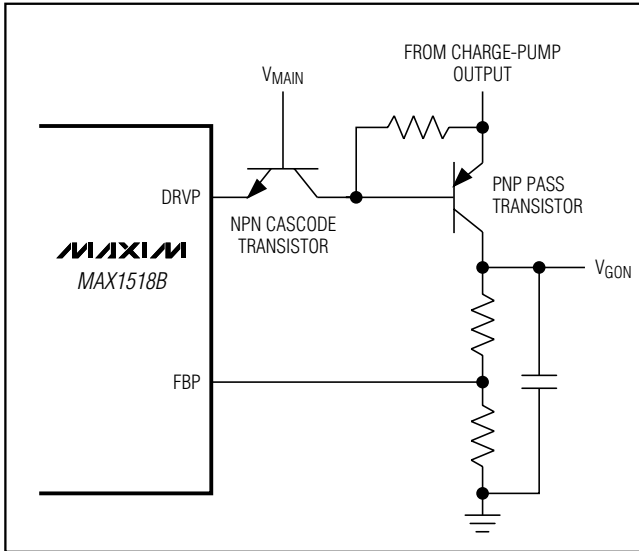 FROM CHARGE-PUMP
OUTPUT
VMAIN
DRVP
PNP PASS
TRANSISTOR
NPN CASCODE
TRANSISTOR
MAXIM
MAX1518B
VGON
FBP